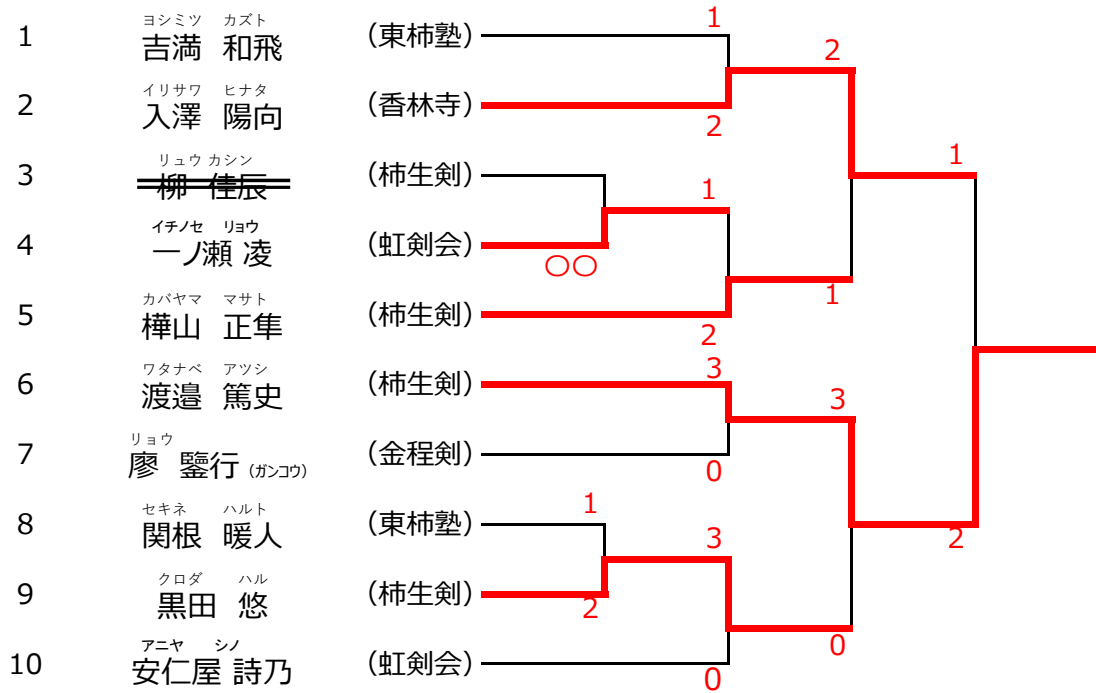 ヨシミツ カズト
1 吉満 和飛 (東柿塾) 1
2
イリサワ ヒナタ
2 入澤 陽向 (香林寺) 2
リュウ カシン
3 柳 佳辰 (柿生剣) 1
1
イチノセ リョウ
4 一ノ瀬 凌 (虹剣会) 〇〇
1
カバヤマ マサト
5 樺山 正隼 (柿生剣) 2
ワタナベ アツシ
6 渡邉 篤史 (柿生剣) 3
3
リョウ
7 廖 鑒行 (ガンコウ) (金程剣) 0
セキネ ハルト
8 関根 暖人 (東柿塾) 1
3
2
クロダ ハル
9 黒田 悠 (柿生剣) 2
0
アニヤ シノ
10 安仁屋 詩乃 (虹剣会) 0